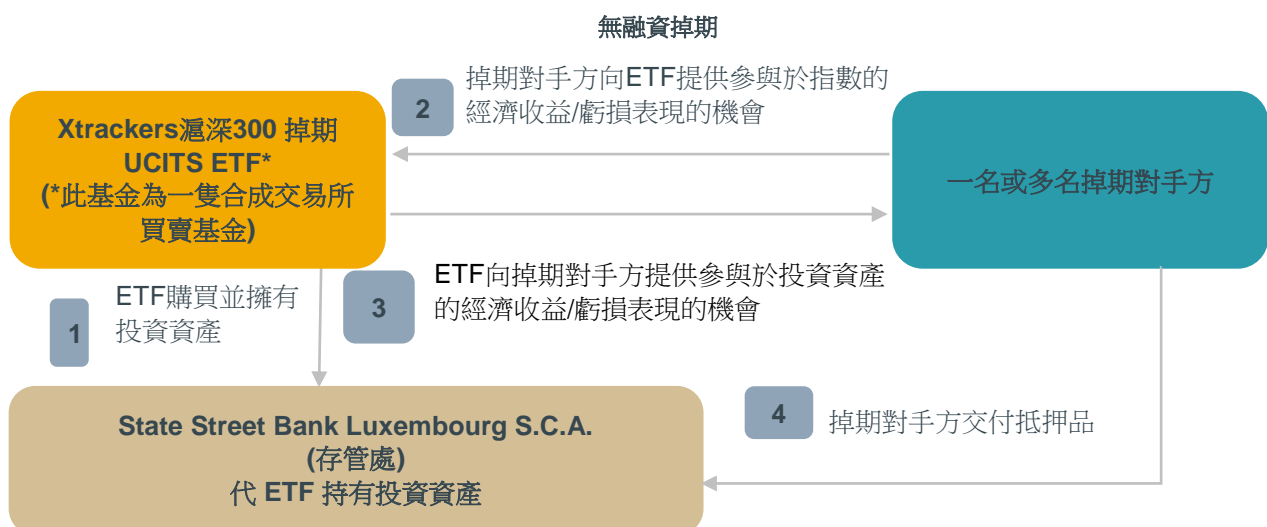 無融資掉期
2
掉期對手方向ETF提供參與於指數的
經濟收益/虧損表現的機會
Xtrackers滬深300 掉期
UCITS ETF*
(*此基金為一隻合成交易所
買賣基金)
一名或多名掉期對手方
3
ETF向掉期對手方提供參與於投資資產
的經濟收益/虧損表現的機會
1
ETF購買並擁有
投資資產
State Street Bank Luxembourg S.C.A.
(存管處)
代 ETF 持有投資資產
4
掉期對手方交付抵押品